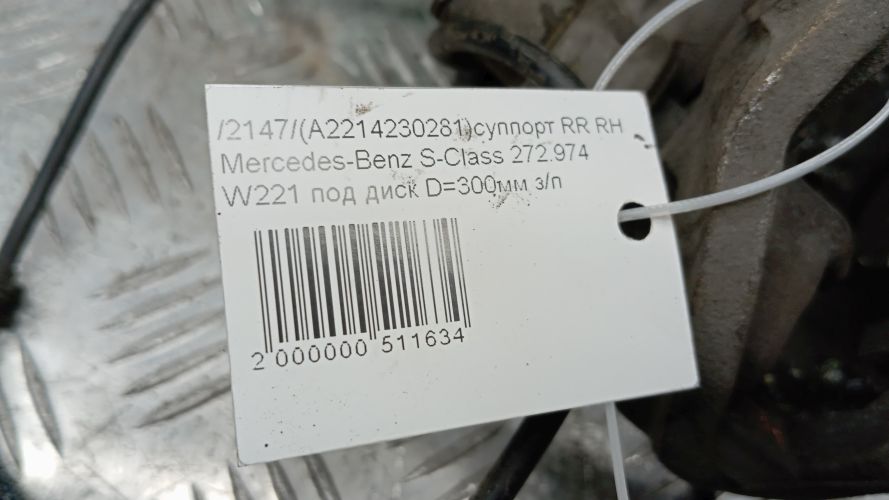 /2147/(A2214230281)суппорт RR RH
Mercedes-Benz S-Class 272.974
W221 под диск D=300мм з/п
2 000000 511634